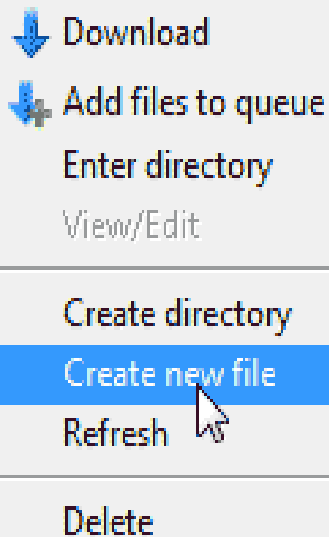 Download
Add files to queue
Enter directory
View/Edit
Create directory
Create new file
Refresh
Delete